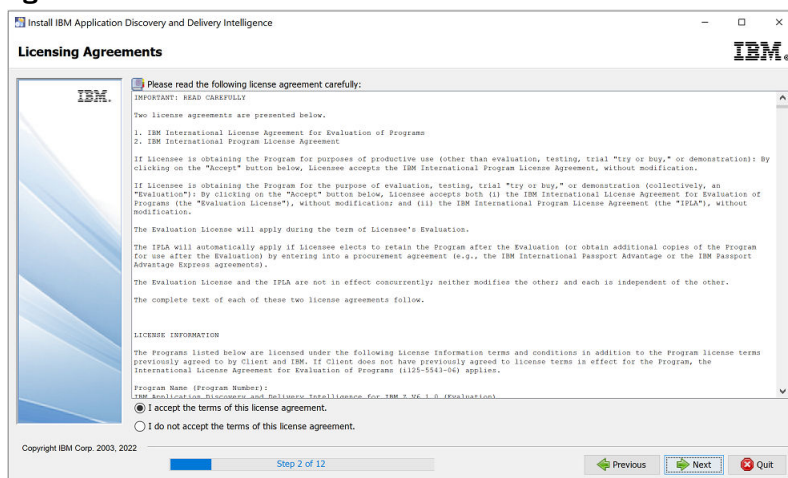 Install IBM Application Discovery and Delivery Intelligence
Licensing Agreements
IBM.
IBM.
Please read the following license agreement carefully:
IMPORTANT: READ CAREFULLY
Two license agreements are presented below.
1. IBM International License Agreement for Evaluation of Programs
2. IBM International Program License Agreement
If Licensee is obtaining the Program for purposes of productive use (other than evaluation, testing, trial "try or buy," or demonstration): By
clicking on the "Accept" button below, Licensee accepts the IBM International Program License Agreement, without modification.
If Licensee is obtaining the Program for the purpose of evaluation, testing, trial "try or buy," or demonstration (collectively, an
"Evaluation"): By clicking on the "Accept" button below, Licensee accepts both (i) the IBM International License Agreement for Evaluation of
Programs (the "Evaluation License"), without modification; and (ii) the IBM International Program License Agreement (the "IPLA"), without
modification.
The Evaluation License will apply during the term of Licensee's Evaluation.
The IPLA will automatically apply if Licensee elects to retain the Program after the Evaluation (or obtain additional copies of the Program
for use after the Evaluation) by entering into a procurement agreement (e.g., the IBM International Passport Advantage or the IBM Passport
Advantage Express agreements).
The Evaluation License and the IPLA are not in effect concurrently; neither modifies the other; and each is independent of the other.
The complete text of each of these two license agreements follow.
LICENSE INFORMATION
The Programs listed below are licensed under the following License Information terms and conditions in addition to the Program license terms
previously agreed to by Client and IBM. If Client does not have previously agreed to license terms in effect for the Program, the
International License Agreement for Evaluation of Programs (i125-5543-06) applies.
Program Name (Program Number):
IBM Application Discovery and Delivery Intelligence for IBM Z V6.1.0 (Evaluation)
I accept the terms of this license agreement.
I do not accept the terms of this license agreement.
Copyright IBM Corp. 2003, 2022
Step 2 of 12
Previous
Next
Quit